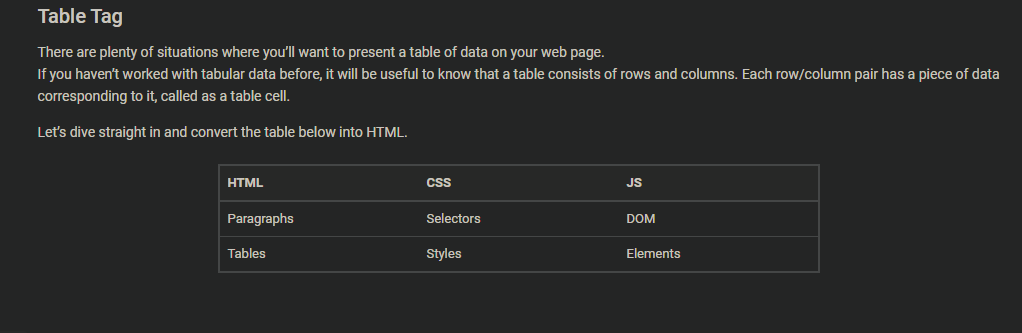 Table Tag
There are plenty of situations where you’ll want to present a table of data on your web page.
If you haven’t worked with tabular data before, it will be useful to know that a table consists of rows and columns. Each row/column pair has a piece of data
corresponding to it, called as a table cell.
Let’s dive straight in and convert the table below into HTML.
HTML CSS JS
Paragraphs Selectors DOM
Tables Styles Elements